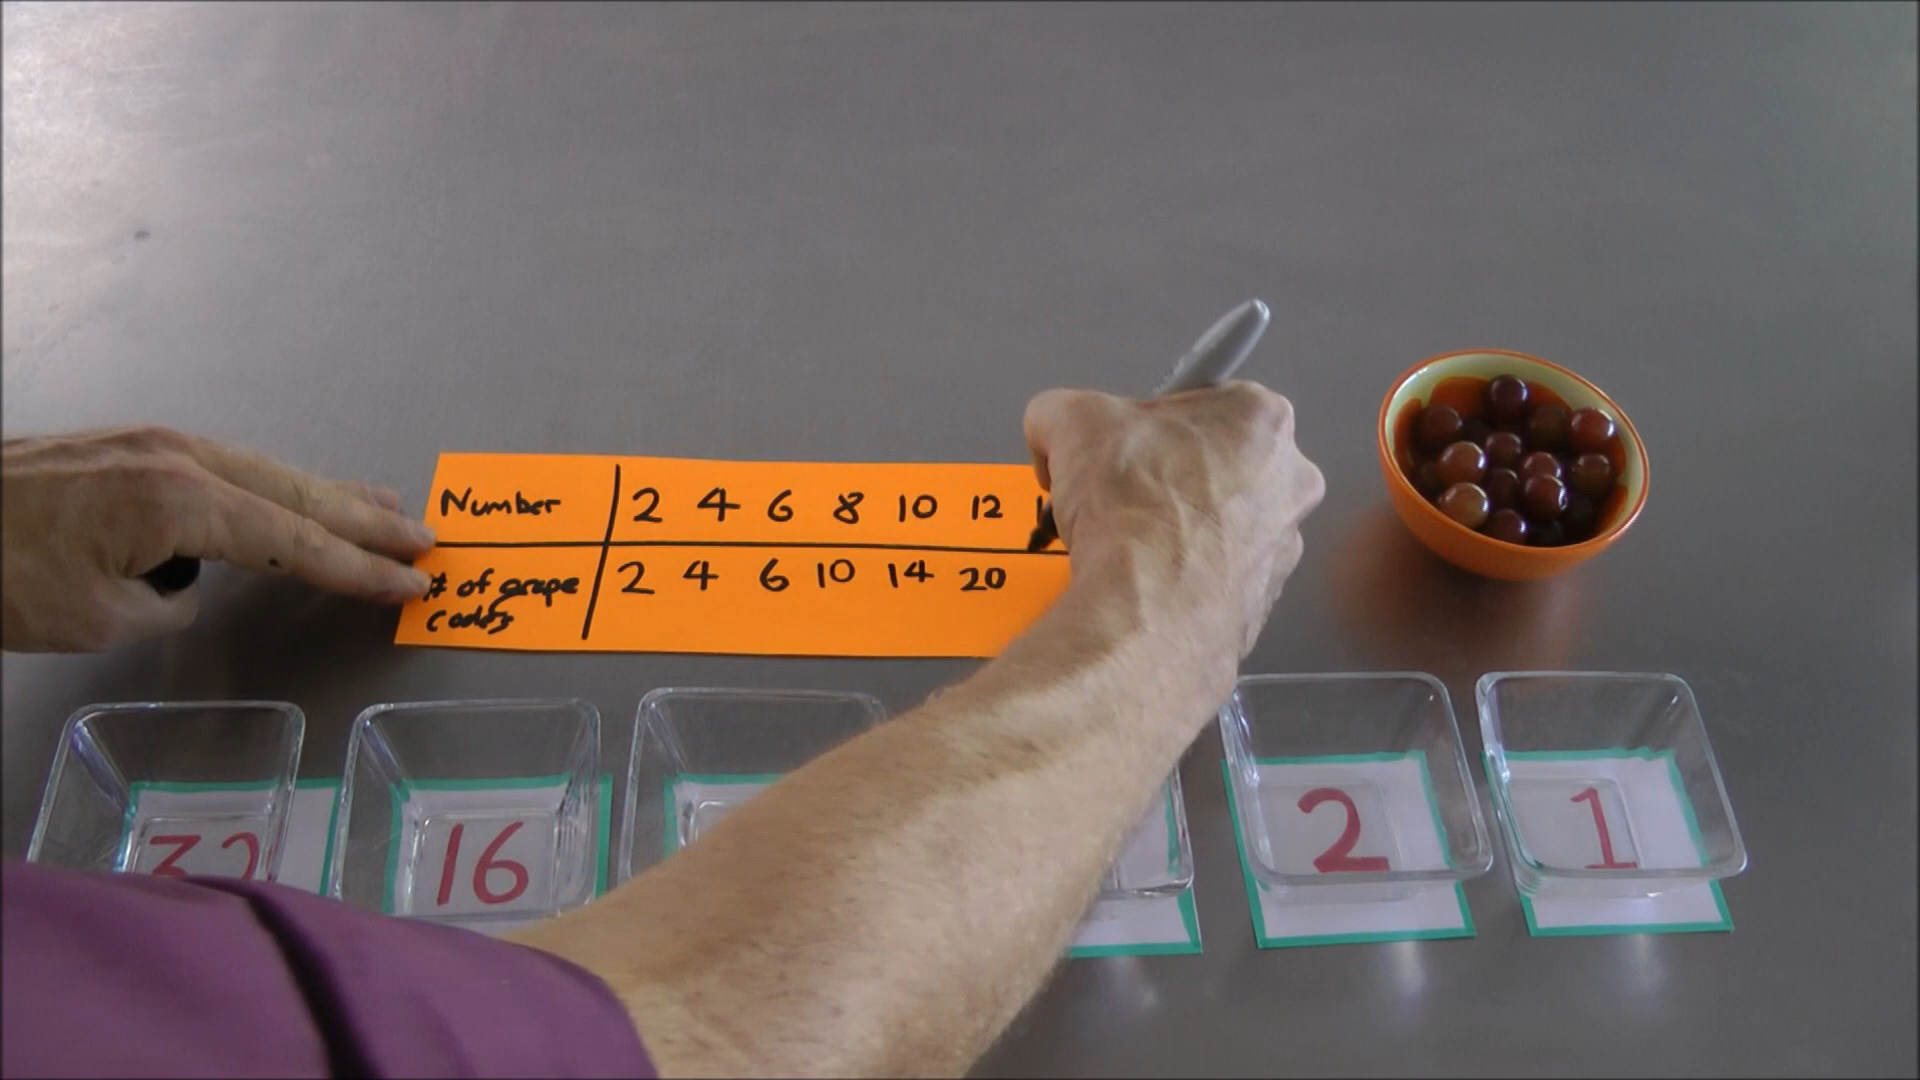 Number 2 4 6 8 10 12
# of grape 2 4 6 10 14 20
codes
32 16 2 1